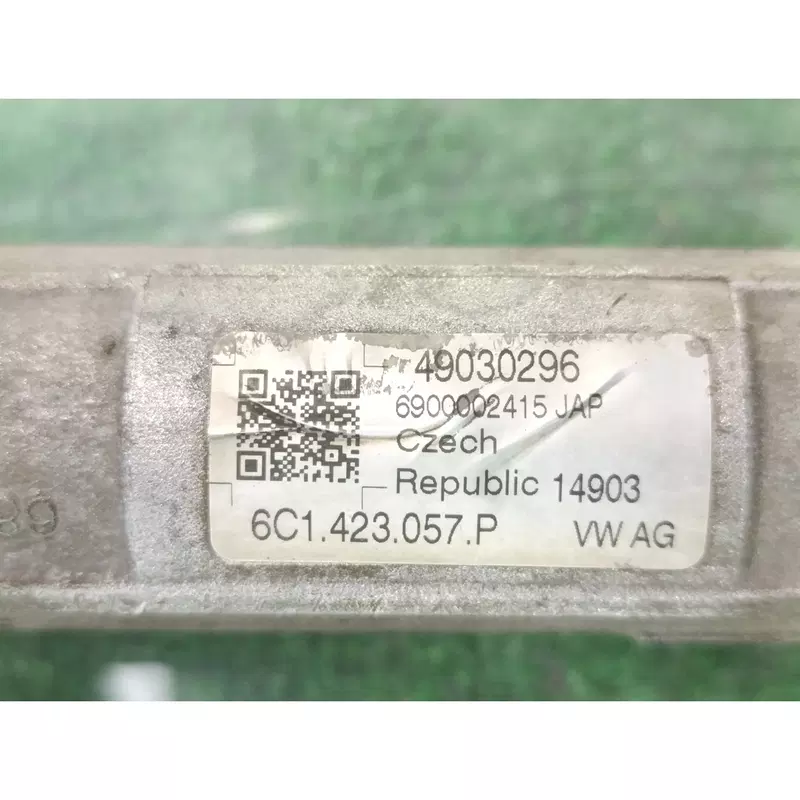 49030296
6900002415 JAP
Czech
Republic 14903
6C1.423.057.P VW AG